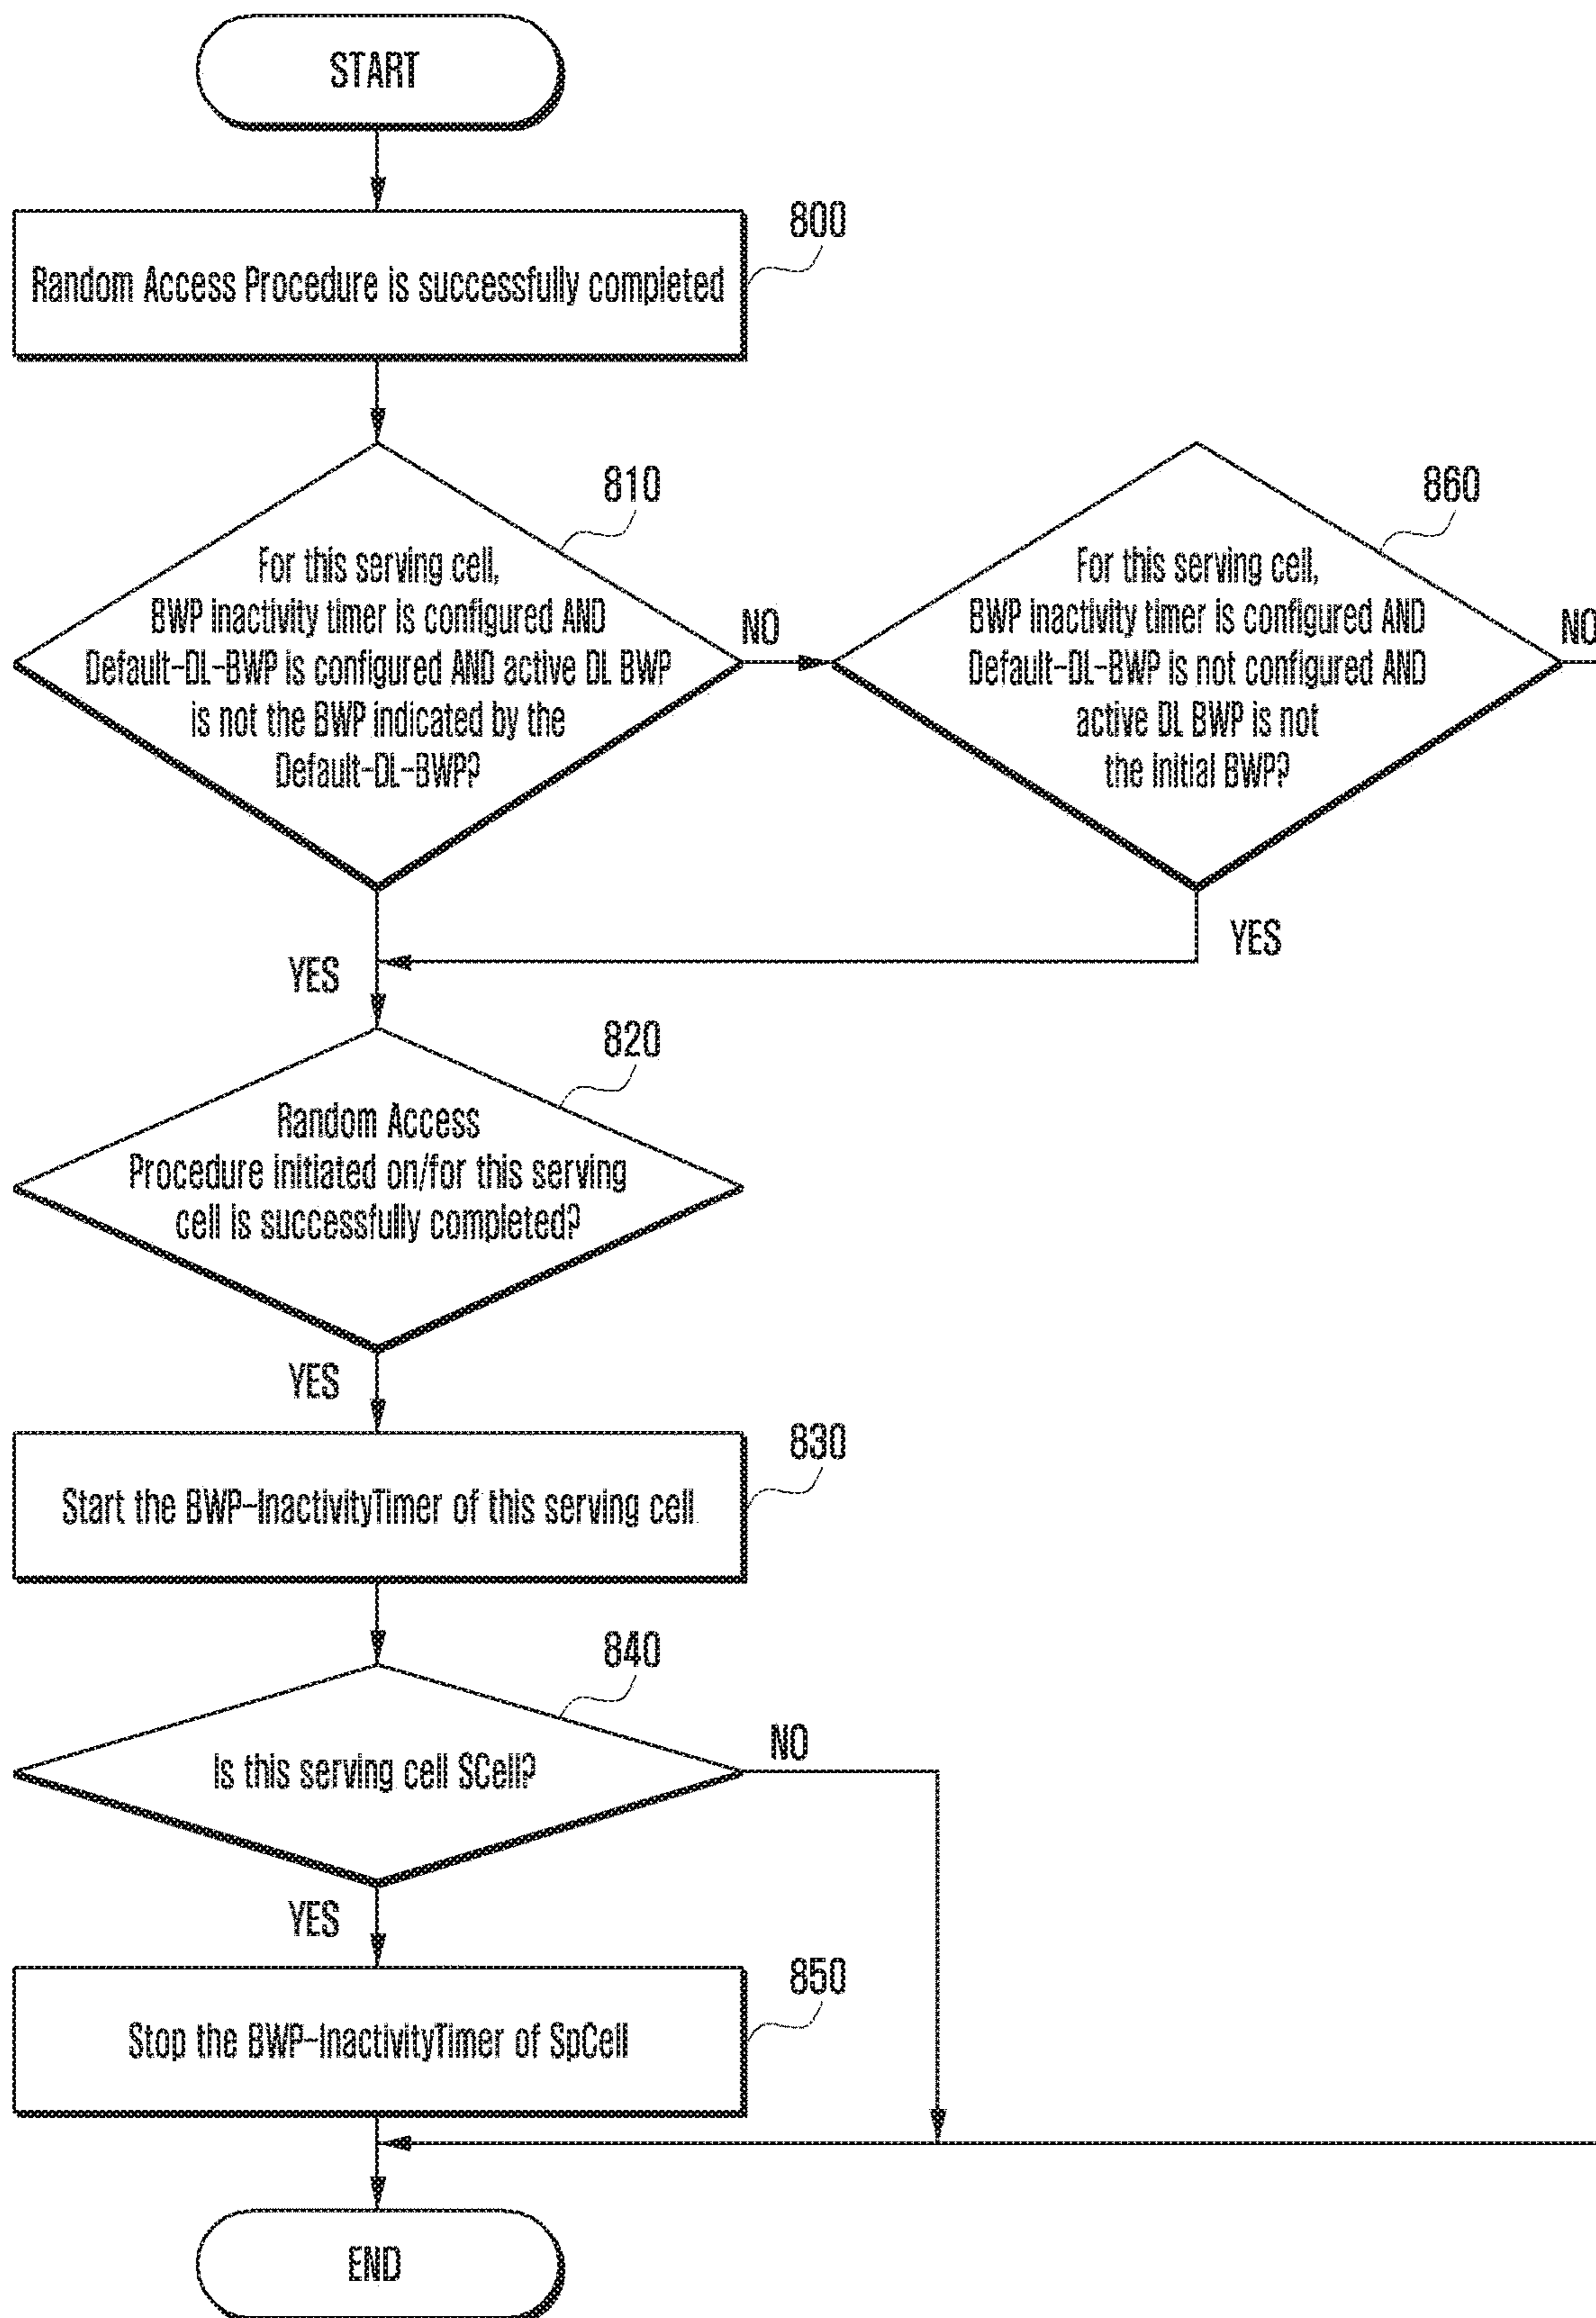 START
800
Random Access Procedure is successfully completed
810
For this serving cell,
BWP inactivity timer is configured AND
Default-DL-BWP is configured AND active DL BWP
is not the BWP indicated by the
Default-DL-BWP?
NO
860
For this serving cell,
BWP inactivity timer is configured AND
Default-DL-BWP is not configured AND
active DL BWP is not
the initial BWP?
NO
YES
YES
820
Random Access
Procedure initiated on/for this serving
cell is successfully completed?
YES
830
Start the BWP-InactivityTimer of this serving cell
840
Is this serving cell SCell?
NO
YES
850
Stop the BWP-InactivityTimer of SpCell
END